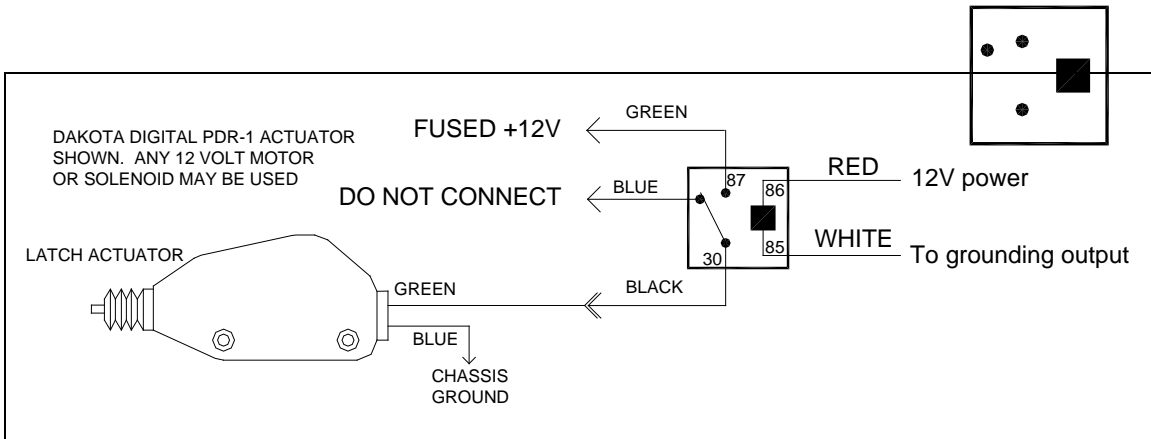 DAKOTA DIGITAL PDR-1 ACTUATOR
SHOWN. ANY 12 VOLT MOTOR
OR SOLENOID MAY BE USED
FUSED +12V
GREEN
DO NOT CONNECT
BLUE
87
86
RED
12V power
85
WHITE
To grounding output
30
LATCH ACTUATOR
GREEN
BLACK
BLUE
CHASSIS
GROUND